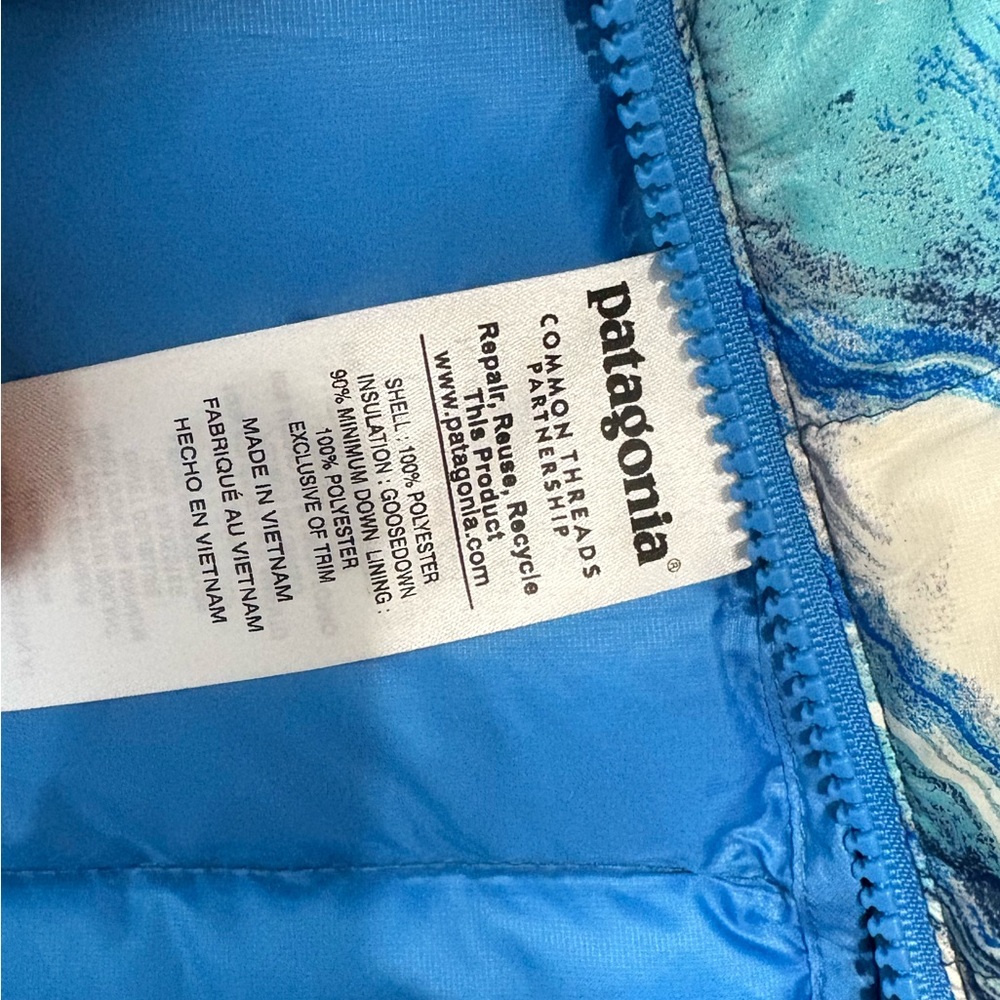 patagonia®
COMMON THREADS
PARTNERSHIP
Repair, Reuse, Recycle
This Product
www.patagonia.com
SHELL : 100% POLYESTER
INSULATION : GOOSEDOWN
90% MINIMUM DOWN LINING :
100% POLYESTER
EXCLUSIVE OF TRIM
MADE IN VIETNAM
FABRIQUÉ AU VIETNAM
HECHO EN VIETNAM